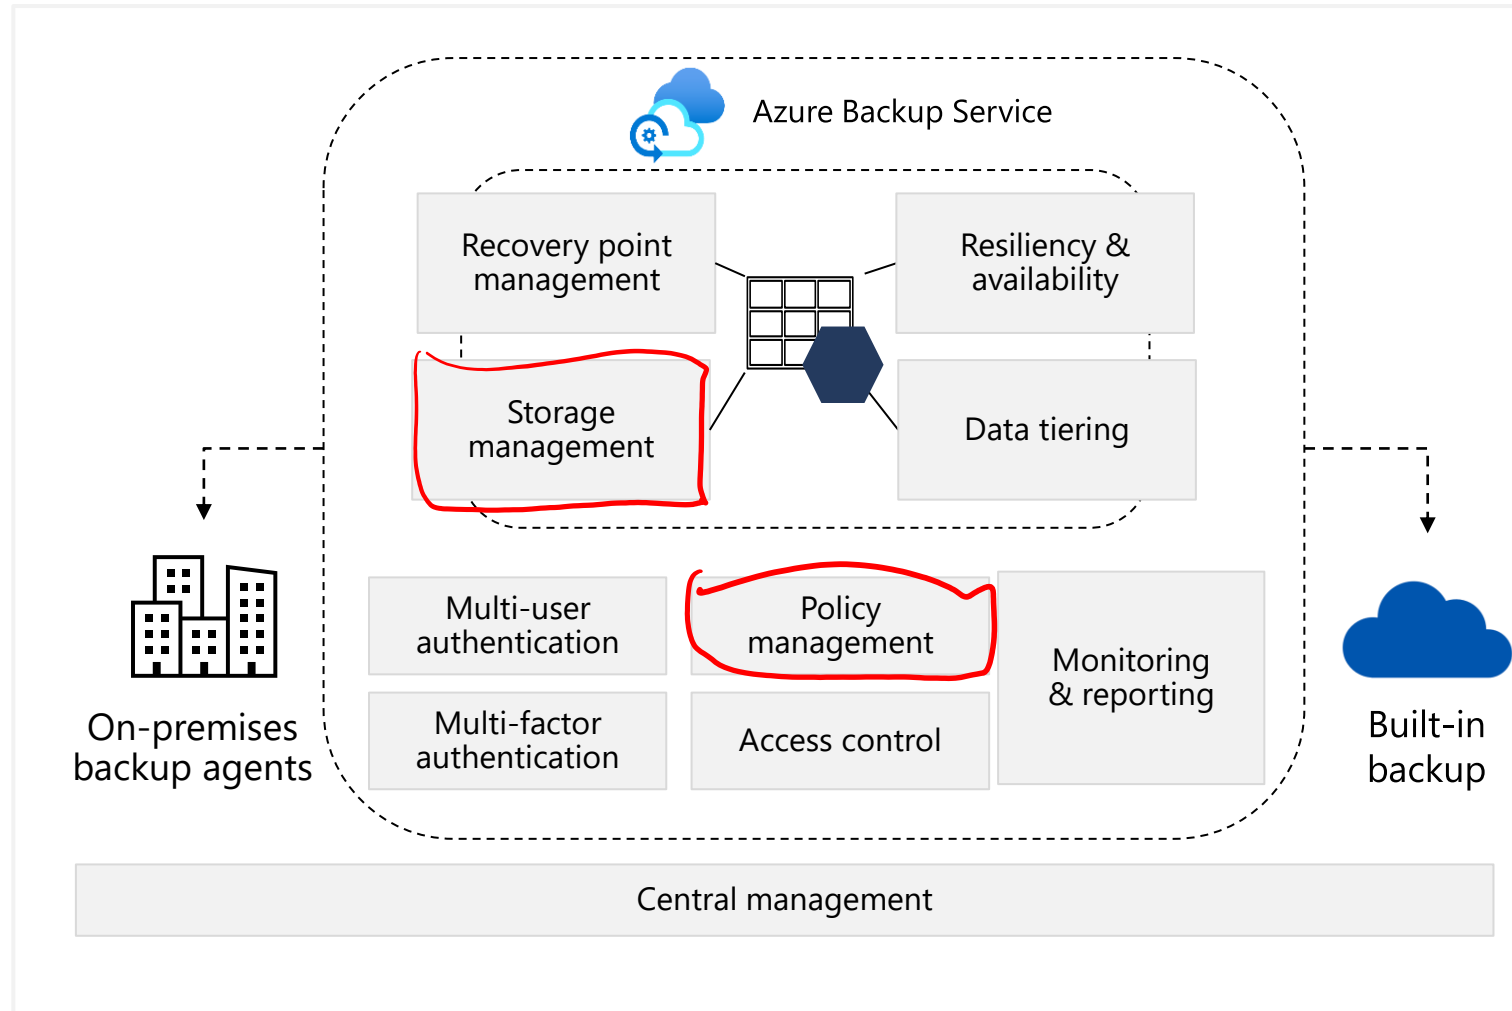 Azure Backup Service
Recovery point
management
Resiliency &
availability
Storage
management
Data tiering
Multi-user
authentication
Policy
management
Monitoring
& reporting
Multi-factor
authentication
Access control
On-premises
backup agents
Built-in
backup
Central management